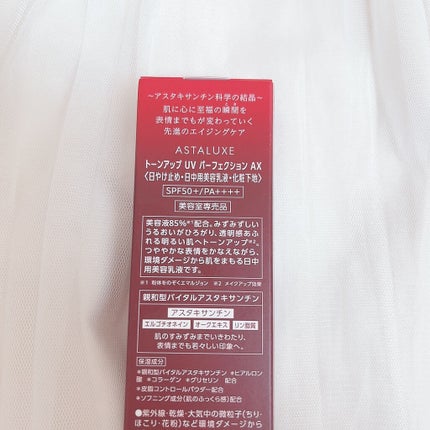 〜アスタキサンチン科学の結晶〜
肌に心に至福の瞬間を
表情までもが変わっていく
先進のエイジングケア
ASTALUXE
トーンアップ UV パーフェクション AX
〈日やけ止め・日中用美容乳液・化粧下地〉
SPF50+/PA++++
美容室専売品
美容液85%※1配合。みずみずしい
うるおいがひろがり、透明感あふ
れる明るい肌へトーンアップ※2。
つややかな表情をかなえながら、
環境ダメージから肌をまもる日中
用美容乳液です。
※1 粉体をのぞくエマルジョン ※2 メイクアップ効果
親和型バイタルアスタキサンチン
アスタキサンチン
エルゴチオネイン オークエキス リン脂質
肌のすみずみまでいきわたり、
表情までも若々しい印象へ。
保湿成分
＊親和型バイタルアスタキサンチン ＊ヒアルロン
酸 ＊コラーゲン ＊グリセリン 配合
＊皮脂コントロールパウダー配合
＊ソフニング成分（肌のふっくら感）配合
●紫外線・乾燥・大気中の微粒子（ちり・
ほこり・花粉）など環境ダメージから